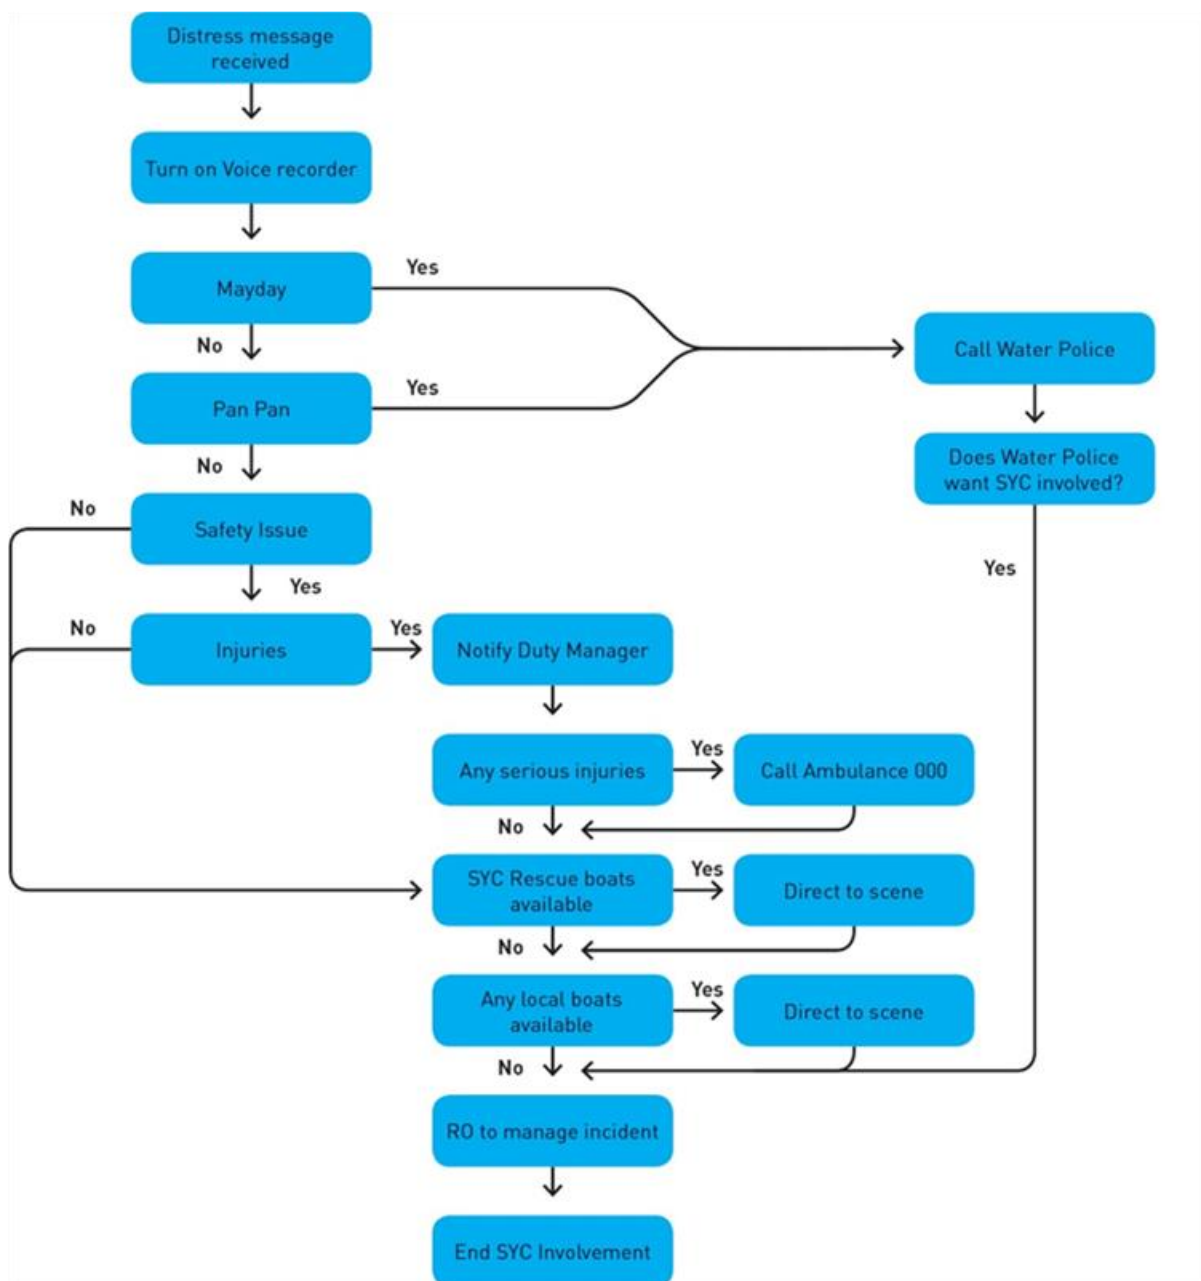 Distress message
received
Turn on Voice recorder
Mayday
Yes
No
Pan Pan
Yes
No
Call Water Police
Does Water Police
want SYC involved?
Yes
No
Safety Issue
Yes
No
Injuries
Yes
Notify Duty Manager
Any serious injuries
Yes
Call Ambulance 000
No
SYC Rescue boats
available
Yes
Direct to scene
No
Any local boats
available
Yes
Direct to scene
No
RO to manage incident
End SYC Involvement